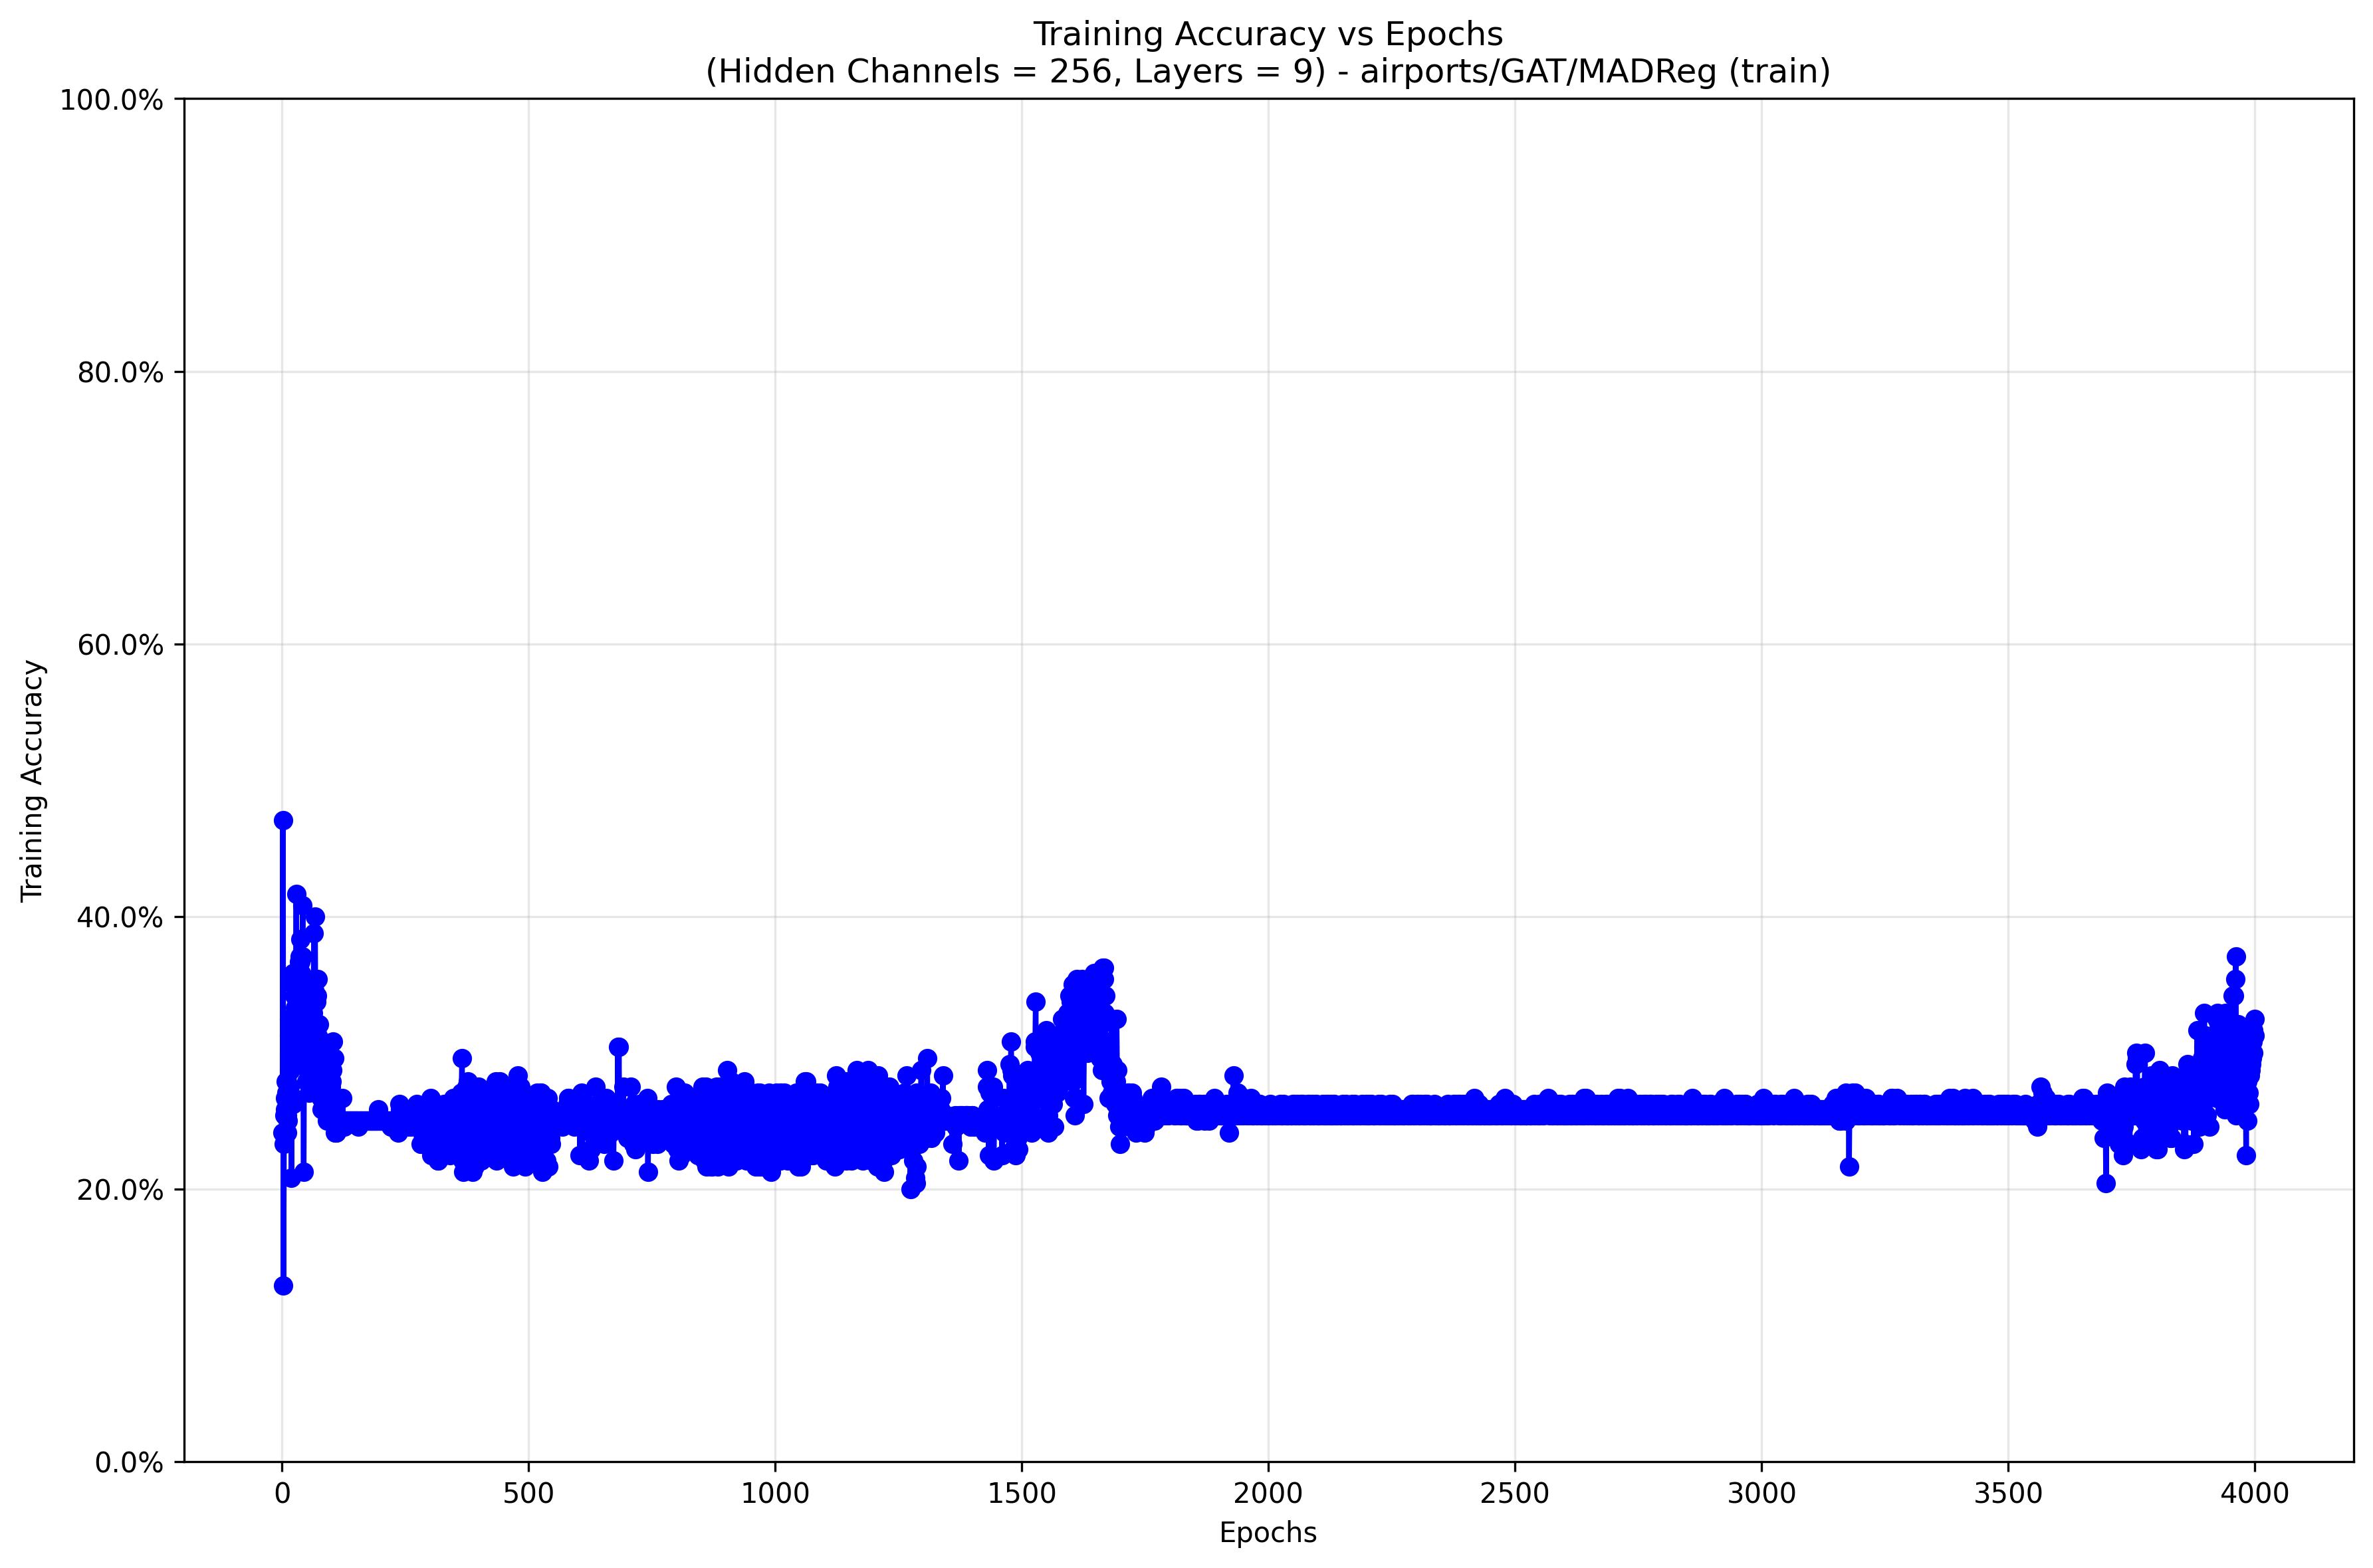 Training Accuracy vs Epochs
(Hidden Channels = 256, Layers = 9) - airports/GAT/MADReg (train)
Training Accuracy
100.0%
80.0%
60.0%
40.0%
20.0%
0.0%
0 500 1000 1500 2000 2500 3000 3500 4000
Epochs